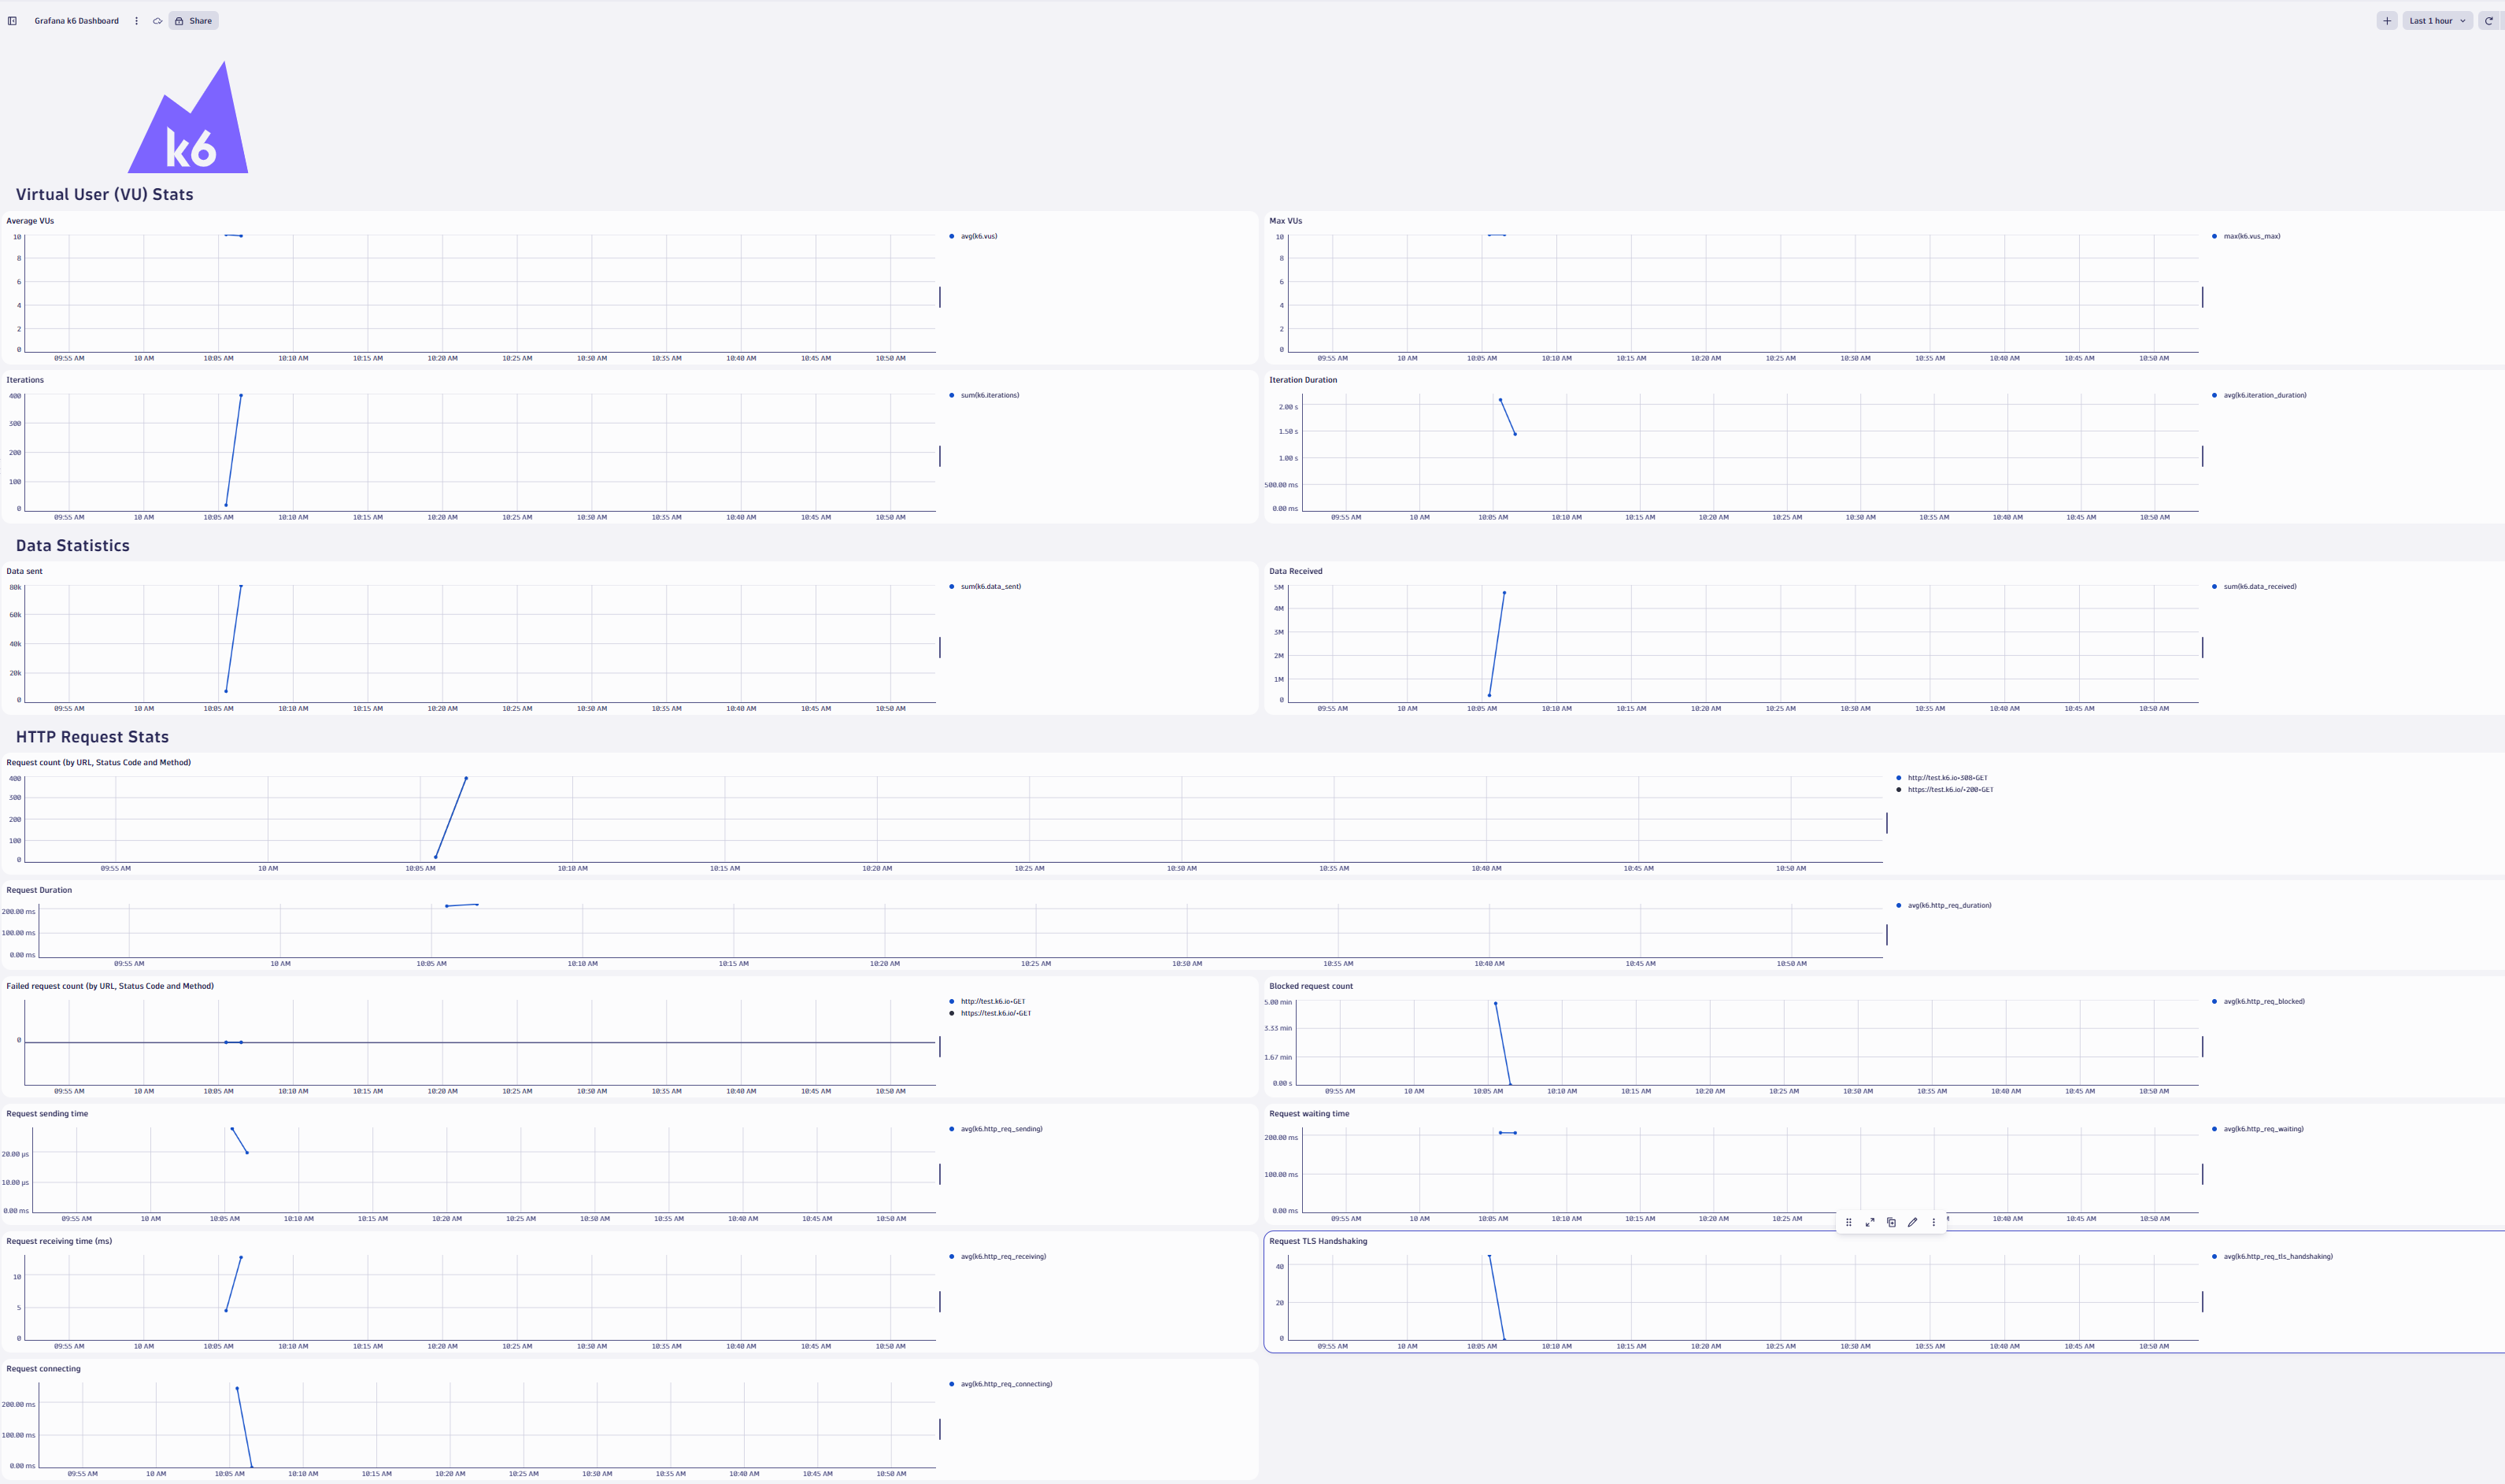 Grafana k6 Dashboard Share Last 1 hour
k6
Virtual User (VU) Stats
Average VUs
10
8
6
4
2
0
09:55 AM 10 AM 10:05 AM 10:10 AM 10:15 AM 10:20 AM 10:25 AM 10:30 AM 10:35 AM 10:40 AM 10:45 AM 10:50 AM
avg(k6.vus)
Max VUs
10
8
6
4
2
0
09:55 AM 10 AM 10:05 AM 10:10 AM 10:15 AM 10:20 AM 10:25 AM 10:30 AM 10:35 AM 10:40 AM 10:45 AM 10:50 AM
max(k6.vus_max)
Iterations
400
300
200
100
0
09:55 AM 10 AM 10:05 AM 10:10 AM 10:15 AM 10:20 AM 10:25 AM 10:30 AM 10:35 AM 10:40 AM 10:45 AM 10:50 AM
sum(k6.iterations)
Iteration Duration
2.00 s
1.50 s
1.00 s
500.00 ms
0.00 ms
09:55 AM 10 AM 10:05 AM 10:10 AM 10:15 AM 10:20 AM 10:25 AM 10:30 AM 10:35 AM 10:40 AM 10:45 AM 10:50 AM
avg(k6.iteration_duration)
Data Statistics
Data sent
80k
60k
40k
20k
0
09:55 AM 10 AM 10:05 AM 10:10 AM 10:15 AM 10:20 AM 10:25 AM 10:30 AM 10:35 AM 10:40 AM 10:45 AM 10:50 AM
sum(k6.data_sent)
Data Received
5M
4M
3M
2M
1M
0
09:55 AM 10 AM 10:05 AM 10:10 AM 10:15 AM 10:20 AM 10:25 AM 10:30 AM 10:35 AM 10:40 AM 10:45 AM 10:50 AM
sum(k6.data_received)
HTTP Request Stats
Request count (by URL, Status Code and Method)
400
300
200
100
0
09:55 AM 10 AM 10:05 AM 10:10 AM 10:15 AM 10:20 AM 10:25 AM 10:30 AM 10:35 AM 10:40 AM 10:45 AM 10:50 AM
http://test.k6.io•308•GET
https://test.k6.io/•200•GET
Request Duration
200.00 ms
100.00 ms
0.00 ms
09:55 AM 10 AM 10:05 AM 10:10 AM 10:15 AM 10:20 AM 10:25 AM 10:30 AM 10:35 AM 10:40 AM 10:45 AM 10:50 AM
avg(k6.http_req_duration)
Failed request count (by URL, Status Code and Method)
0
09:55 AM 10 AM 10:05 AM 10:10 AM 10:15 AM 10:20 AM 10:25 AM 10:30 AM 10:35 AM 10:40 AM 10:45 AM 10:50 AM
http://test.k6.io•GET
https://test.k6.io/•GET
Blocked request count
5.00 min
3.33 min
1.67 min
0.00 s
09:55 AM 10 AM 10:05 AM 10:10 AM 10:15 AM 10:20 AM 10:25 AM 10:30 AM 10:35 AM 10:40 AM 10:45 AM 10:50 AM
avg(k6.http_req_blocked)
Request sending time
20.00 µs
10.00 µs
0.00 ms
09:55 AM 10 AM 10:05 AM 10:10 AM 10:15 AM 10:20 AM 10:25 AM 10:30 AM 10:35 AM 10:40 AM 10:45 AM 10:50 AM
avg(k6.http_req_sending)
Request waiting time
200.00 ms
100.00 ms
0.00 ms
09:55 AM 10 AM 10:05 AM 10:10 AM 10:15 AM 10:20 AM 10:25 AM 10:40 AM 10:45 AM 10:50 AM
avg(k6.http_req_waiting)
Request receiving time (ms)
10
5
0
09:55 AM 10 AM 10:05 AM 10:10 AM 10:15 AM 10:20 AM 10:25 AM 10:30 AM 10:35 AM 10:40 AM 10:45 AM 10:50 AM
avg(k6.http_req_receiving)
Request TLS Handshaking
40
20
0
09:55 AM 10 AM 10:05 AM 10:10 AM 10:15 AM 10:20 AM 10:25 AM 10:30 AM 10:35 AM 10:40 AM 10:45 AM 10:50 AM
avg(k6.http_req_tls_handshaking)
Request connecting
200.00 ms
100.00 ms
0.00 ms
09:55 AM 10 AM 10:05 AM 10:10 AM 10:15 AM 10:20 AM 10:25 AM 10:30 AM 10:35 AM 10:40 AM 10:45 AM 10:50 AM
avg(k6.http_req_connecting)